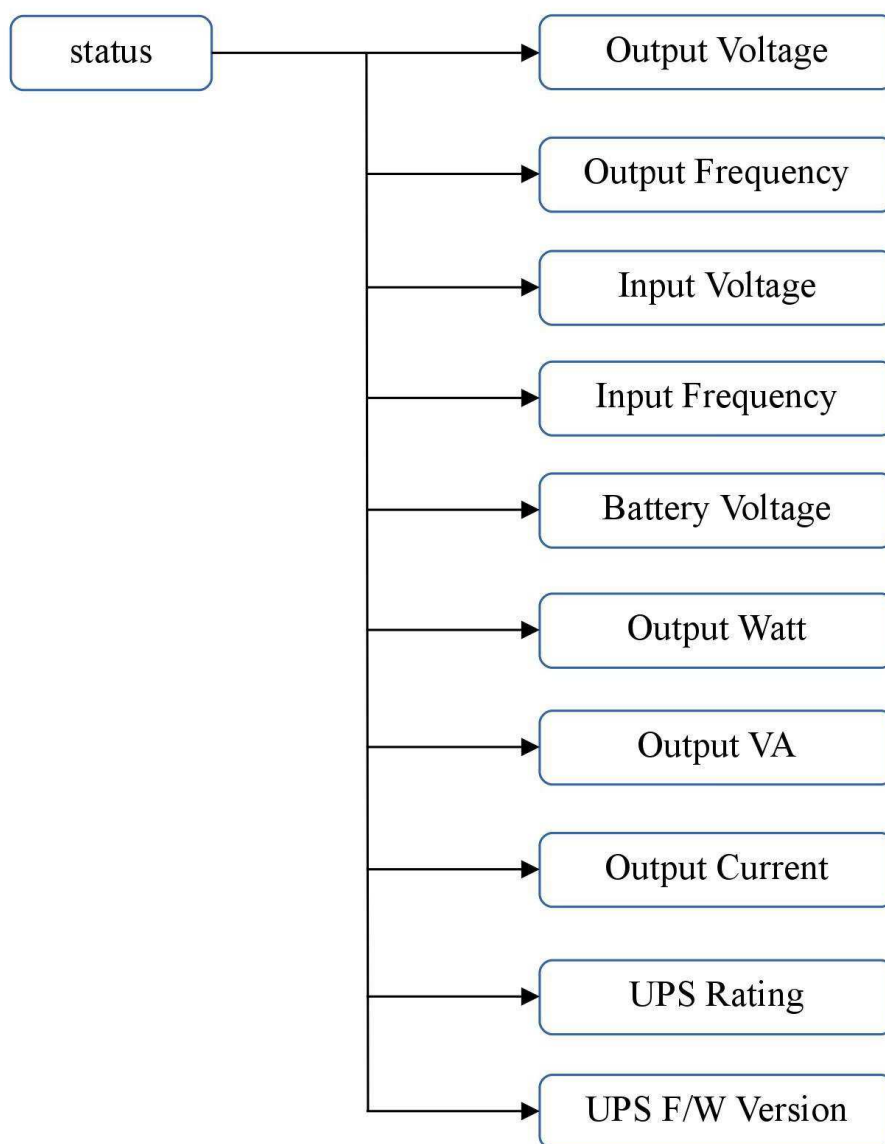 status
Output Voltage
Output Frequency
Input Voltage
Input Frequency
Battery Voltage
Output Watt
Output VA
Output Current
UPS Rating
UPS F/W Version